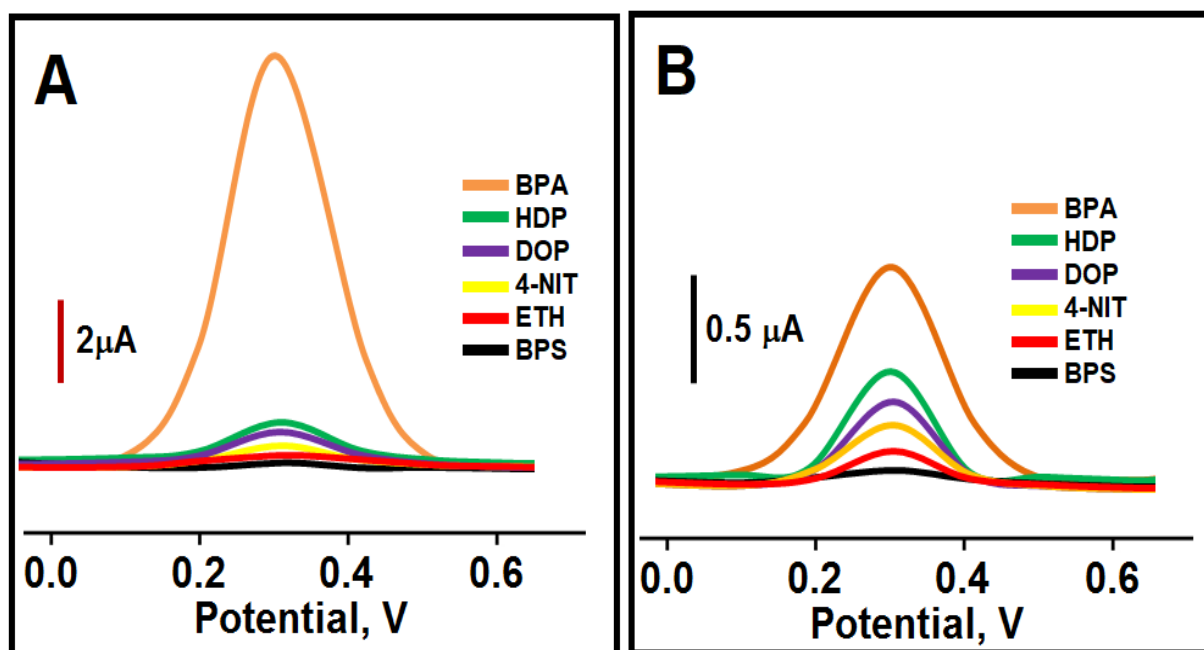 A
BPA
HDP
DOP
4-NIT
ETH
BPS
2μA
0.0 0.2 0.4 0.6
Potential, V
B
BPA
HDP
DOP
4-NIT
ETH
BPS
0.5 μA
0.0 0.2 0.4 0.6
Potential, V